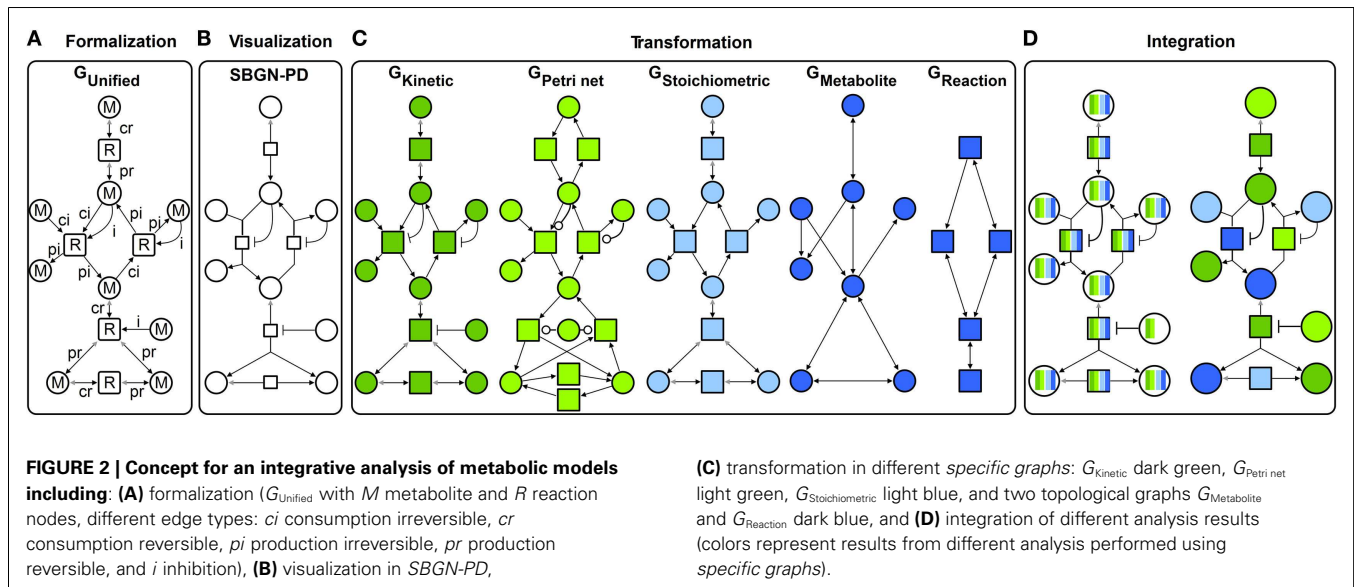 A Formalization B Visualization C Transformation D Integration
GUnified
SBGN-PD
GKinetic
GPetri net
GStoichiometric
GMetabolite
GReaction
M
cr
R
pr
M
M
ci
ci
i
pi
pi
M
R
R
i
pi
M
pi
ci
M
cr
R
i
M
pr
pr
M
cr
R
pr
M
FIGURE 2 | Concept for an integrative analysis of metabolic models
including: (A) formalization (GUnified with M metabolite and R reaction
nodes, different edge types: ci consumption irreversible, cr
consumption reversible, pi production irreversible, pr production
reversible, and i inhibition), (B) visualization in SBGN-PD,
(C) transformation in different specific graphs: GKinetic dark green, GPetri net
light green, GStoichiometric light blue, and two topological graphs GMetabolite
and GReaction dark blue, and (D) integration of different analysis results
(colors represent results from different analysis performed using
specific graphs).